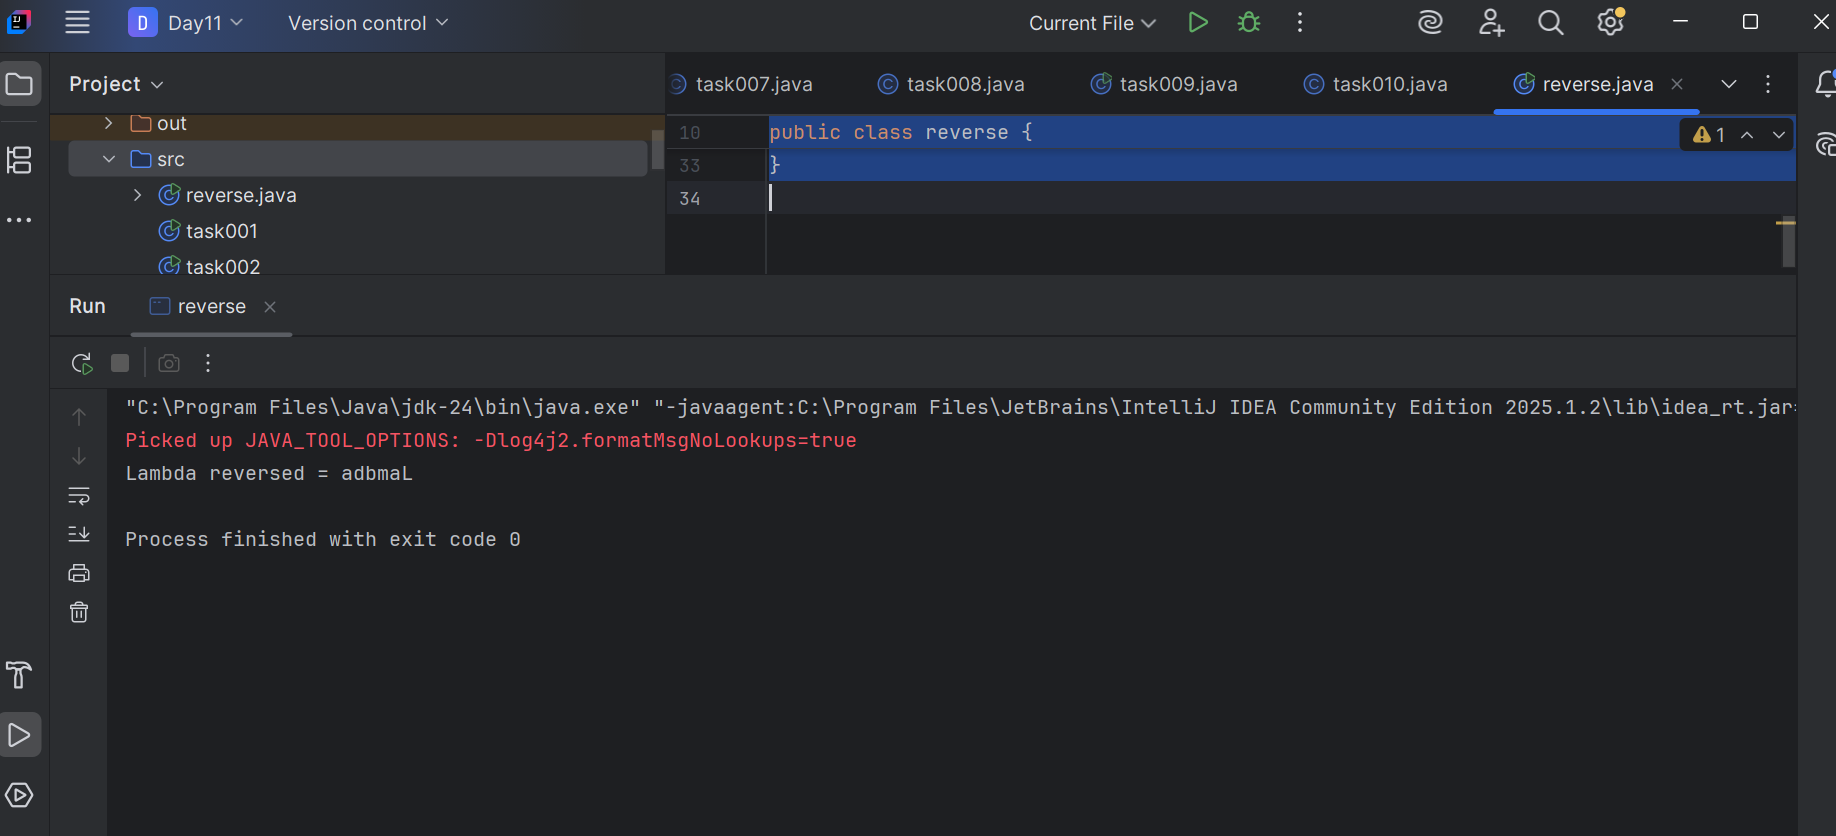 D Day11 Version control Current File
Project
out
src
reverse.java
task001
task002
task007.java task008.java task009.java task010.java reverse.java
10 public class reverse { 1
33 }
34
Run reverse
"C:\Program Files\Java\jdk-24\bin\java.exe" "-javaagent:C:\Program Files\JetBrains\IntelliJ IDEA Community Edition 2025.1.2\lib\idea_rt.jar=
Picked up JAVA_TOOL_OPTIONS: -Dlog4j2.formatMsgNoLookups=true
Lambda reversed = adbmaL
Process finished with exit code 0